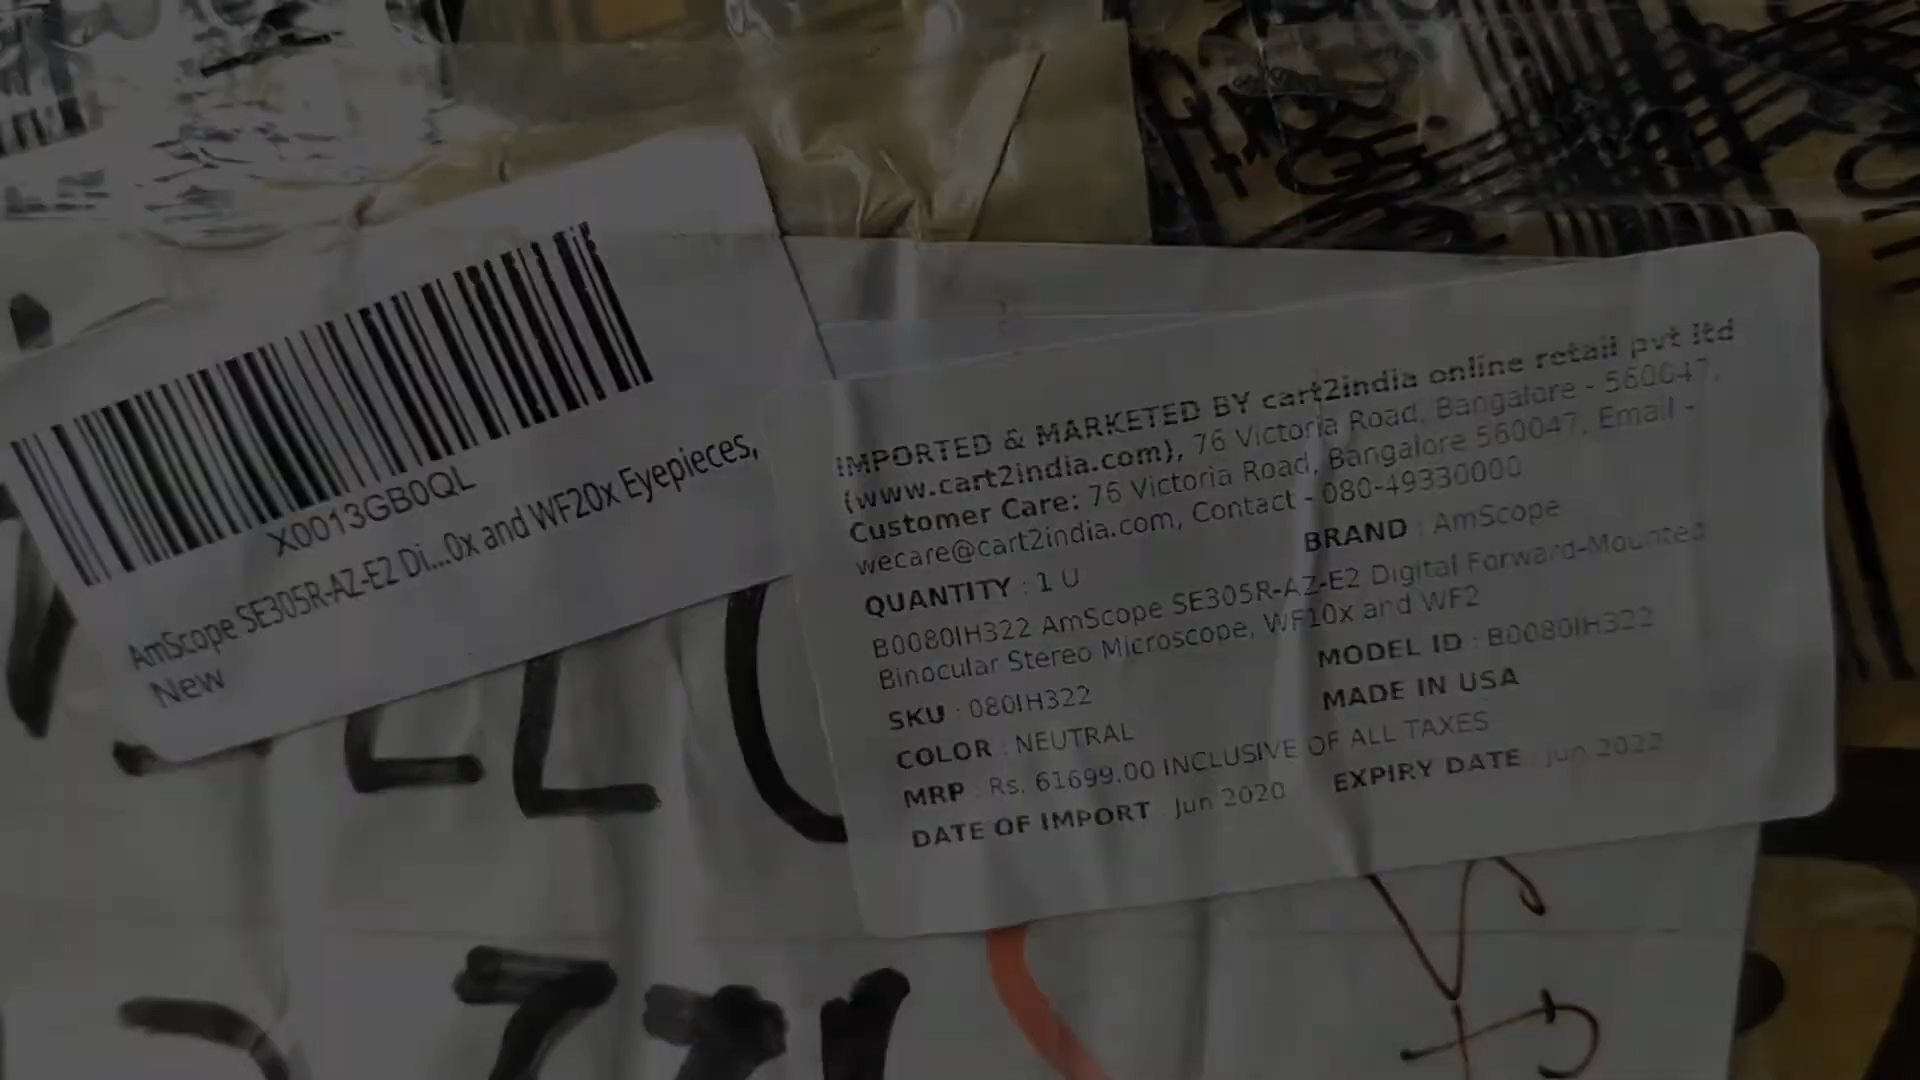 X0013GB0QL
AmScope SE305R-AZ-E2 Di...0x and WF20x Eyepieces,
New
IMPORTED & MARKETED BY cart2india online retail pvt ltd
(www.cart2india.com), 76 Victoria Road, Bangalore - 560047,
Customer Care: 76 Victoria Road, Bangalore 560047, Email -
wecare@cart2india.com, Contact - 080-49330000
QUANTITY : 1 U BRAND : AmScope
B0080IH322 AmScope SE305R-AZ-E2 Digital Forward-Mounted
Binocular Stereo Microscope, WF10x and WF2
SKU : 080IH322 MODEL ID : B0080IH322
COLOR : NEUTRAL MADE IN USA
MRP : Rs. 61699.00 INCLUSIVE OF ALL TAXES
DATE OF IMPORT : Jun 2020 EXPIRY DATE : Jun 2022